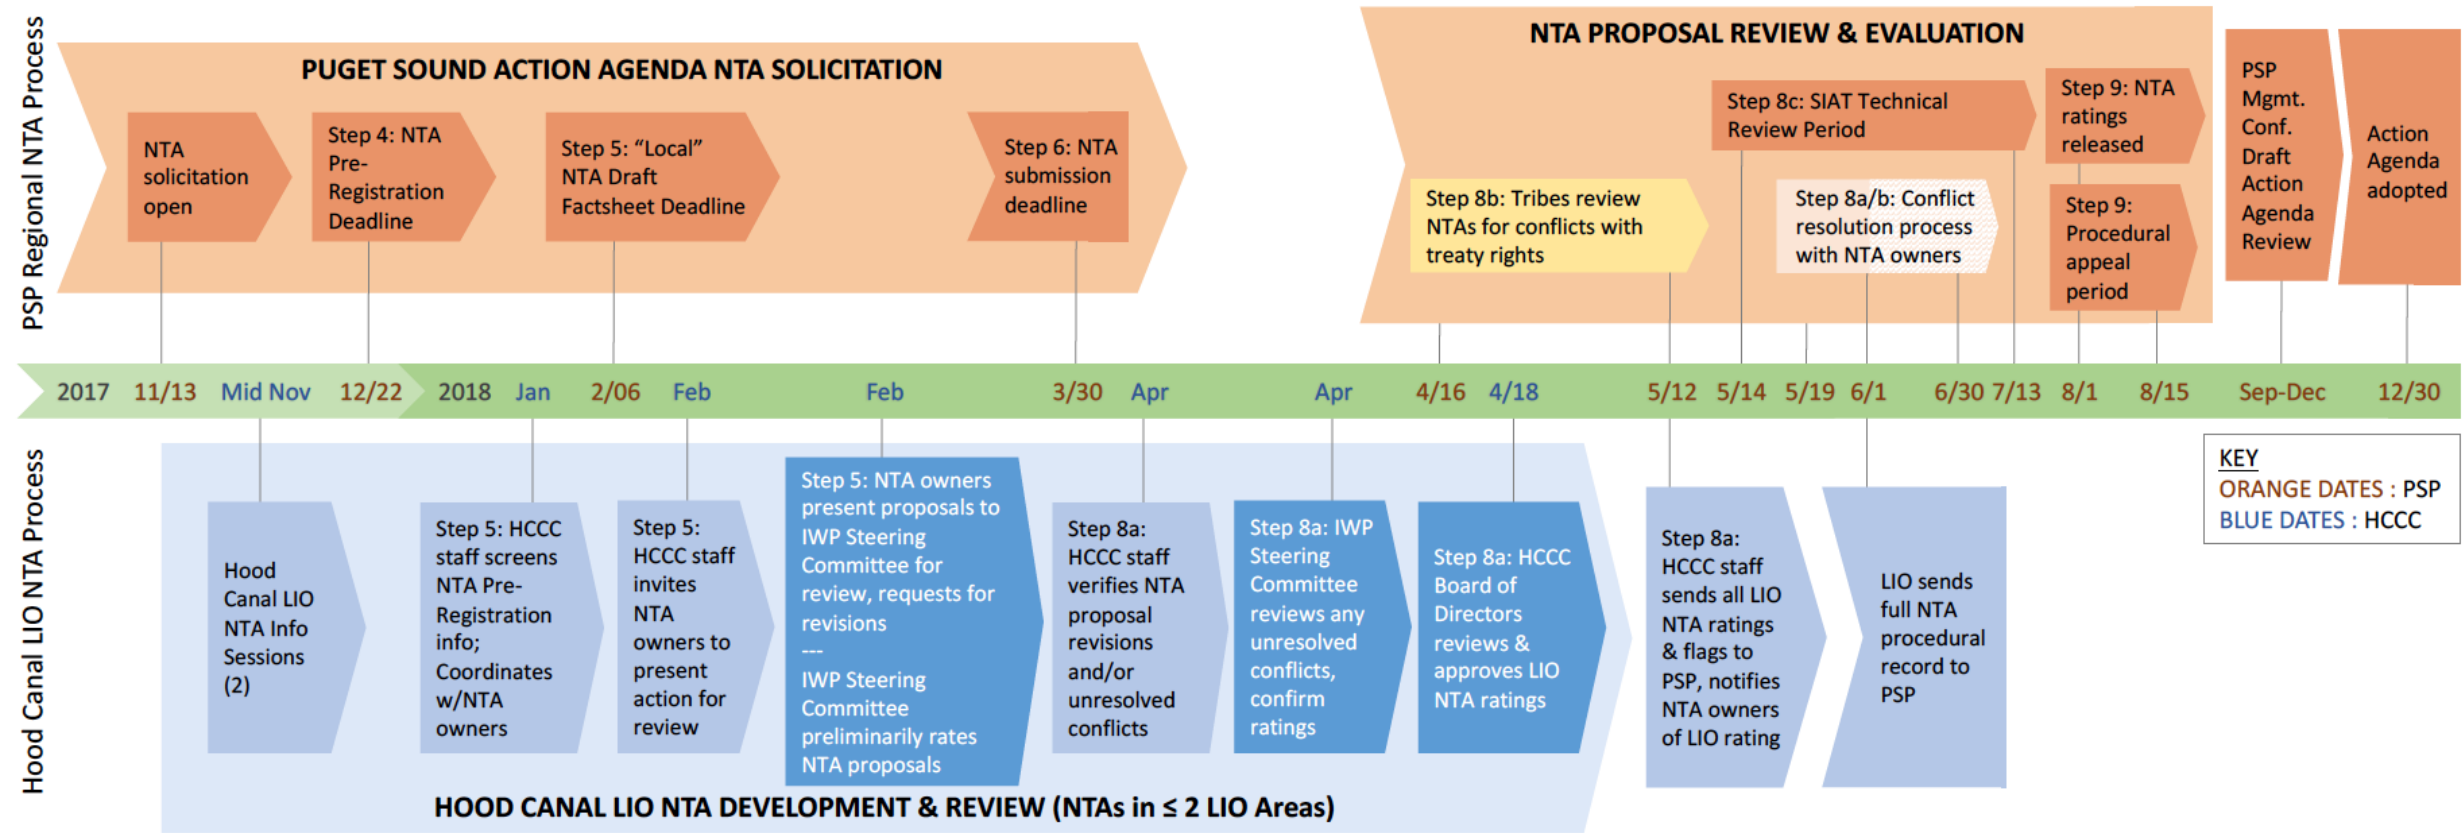 PSP Regional NTA Process
PUGET SOUND ACTION AGENDA NTA SOLICITATION
NTA
solicitation
open
Step 4: NTA
Pre-
Registration
Deadline
Step 5: “Local”
NTA Draft
Factsheet Deadline
Step 6: NTA
submission
deadline
NTA PROPOSAL REVIEW & EVALUATION
Step 8b: Tribes review
NTAs for conflicts with
treaty rights
Step 8c: SIAT Technical
Review Period
Step 8a/b: Conflict
resolution process
with NTA owners
Step 9: NTA
ratings
released
Step 9:
Procedural
appeal
period
PSP
Mgmt.
Conf.
Draft
Action
Agenda
Review
Action
Agenda
adopted
2017 11/13 Mid Nov 12/22 2018 Jan 2/06 Feb Feb 3/30 Apr Apr 4/16 4/18 5/12 5/14 5/19 6/1 6/30 7/13 8/1 8/15 Sep-Dec 12/30
Hood Canal LIO NTA Process
Hood
Canal LIO
NTA Info
Sessions
(2)
Step 5: HCCC
staff screens
NTA Pre-
Registration
info;
Coordinates
w/NTA
owners
Step 5:
HCCC staff
invites
NTA
owners to
present
action for
review
Step 5: NTA owners
present proposals to
IWP Steering
Committee for
review, requests for
revisions
---
IWP Steering
Committee
preliminarily rates
NTA proposals
Step 8a:
HCCC staff
verifies NTA
proposal
revisions
and/or
unresolved
conflicts
Step 8a: IWP
Steering
Committee
reviews any
unresolved
conflicts,
confirm
ratings
Step 8a: HCCC
Board of
Directors
reviews &
approves LIO
NTA ratings
Step 8a:
HCCC staff
sends all LIO
NTA ratings
& flags to
PSP, notifies
NTA owners
of LIO rating
LIO sends
full NTA
procedural
record to
PSP
KEY
ORANGE DATES : PSP
BLUE DATES : HCCC
HOOD CANAL LIO NTA DEVELOPMENT & REVIEW (NTAs in ≤ 2 LIO Areas)